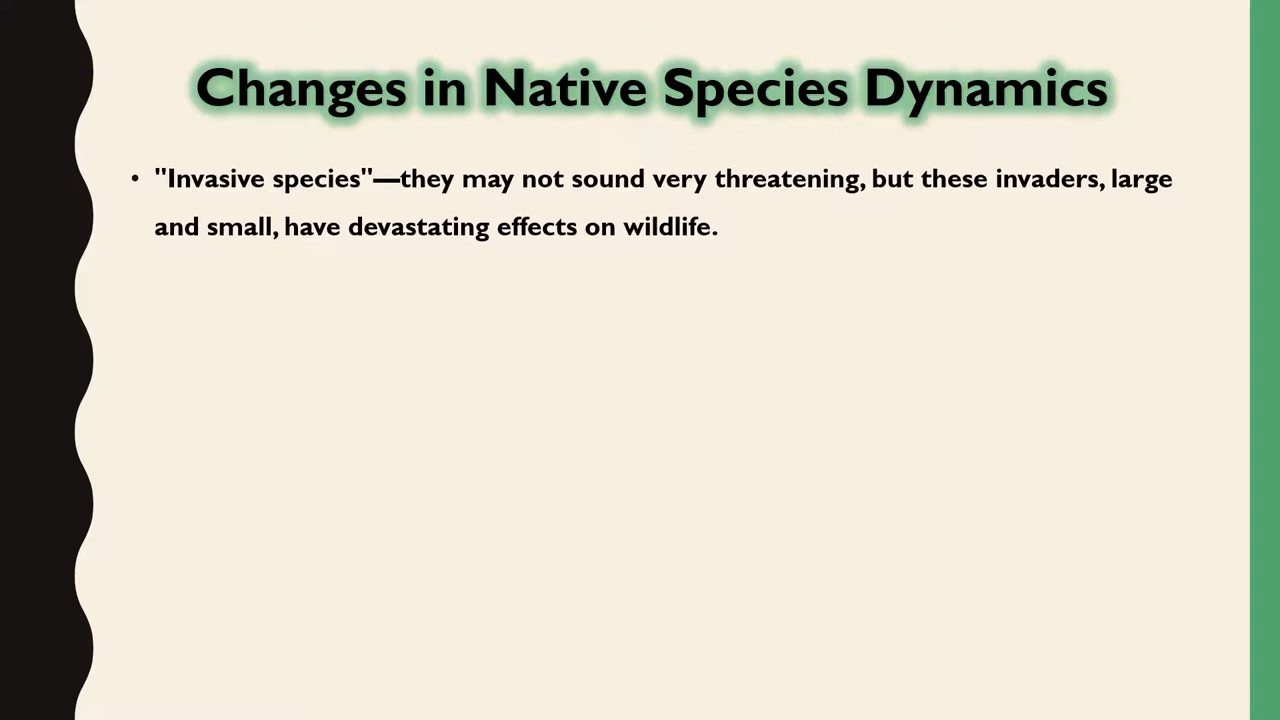 Changes in Native Species Dynamics
• "Invasive species"—they may not sound very threatening, but these invaders, large
and small, have devastating effects on wildlife.